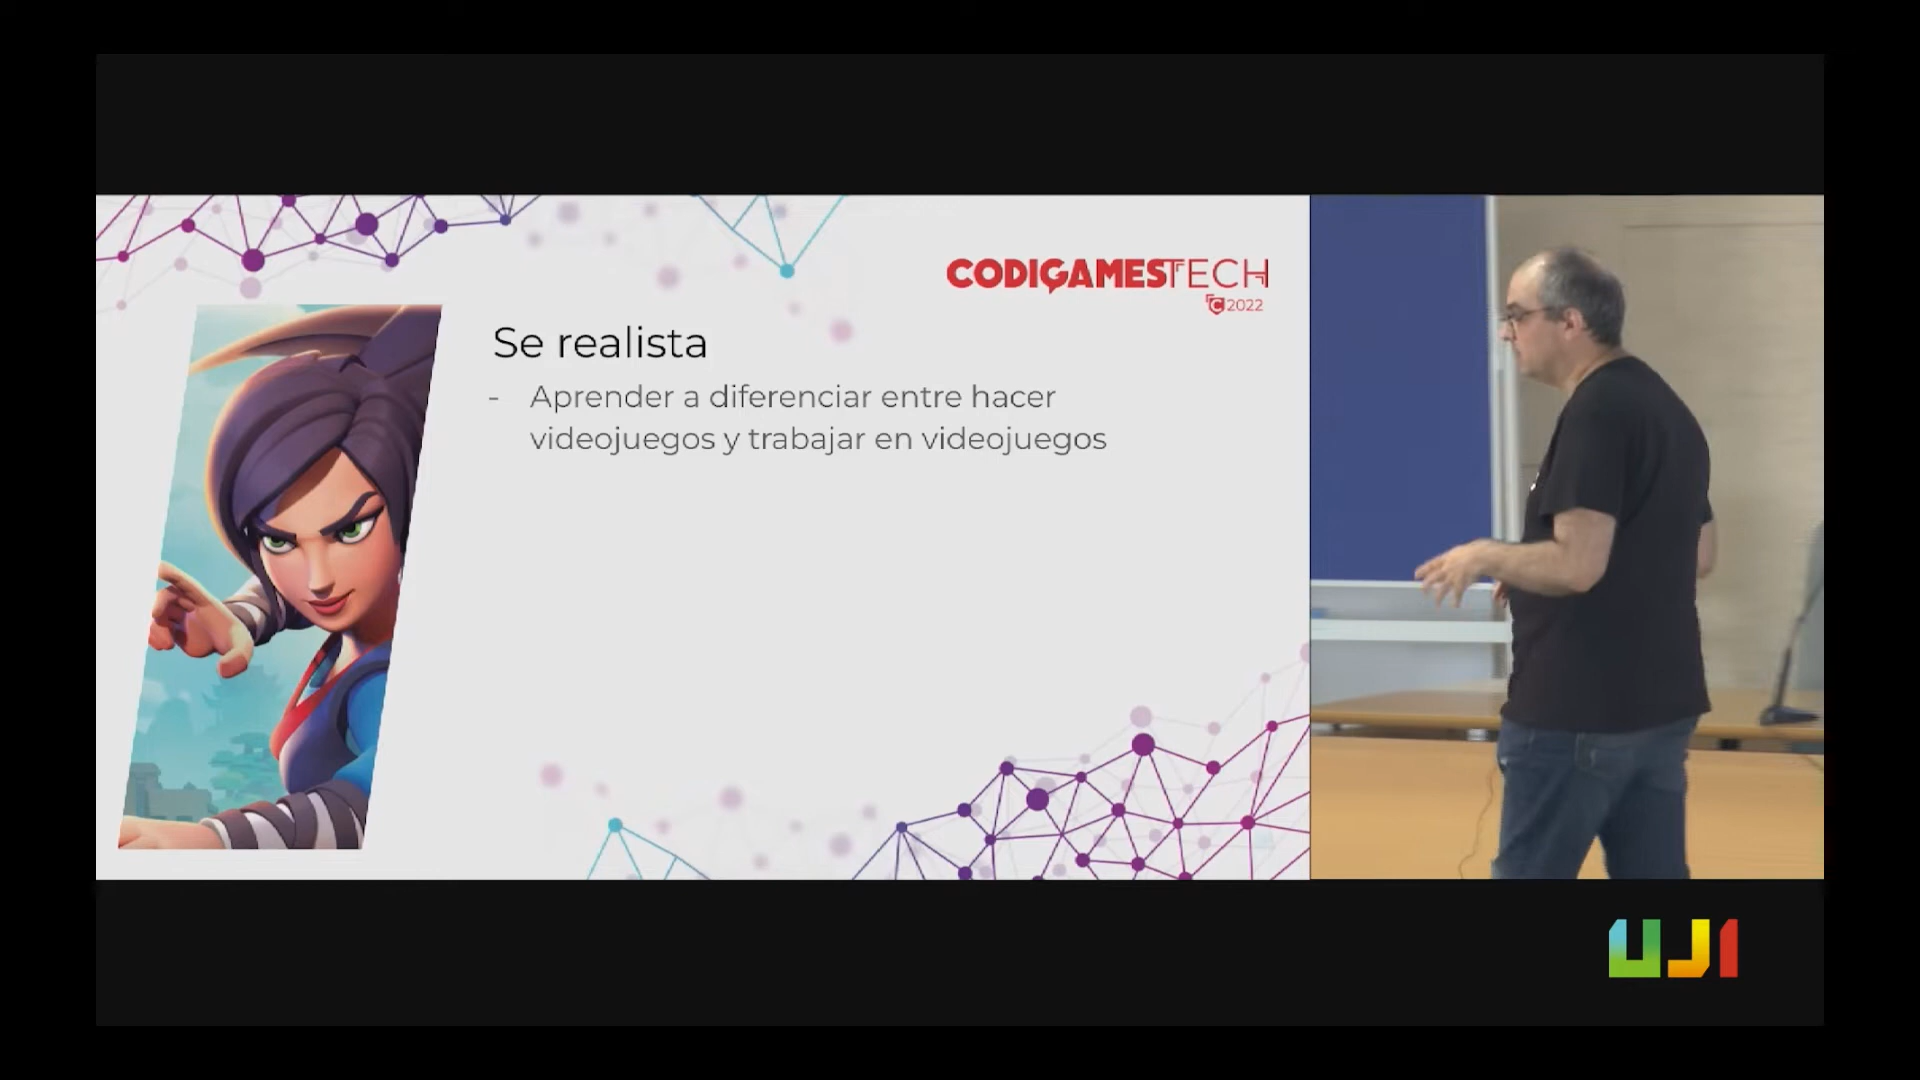 CODIGAMESTECH
C 2022
Se realista
- Aprender a diferenciar entre hacer
videojuegos y trabajar en videojuegos
UJI